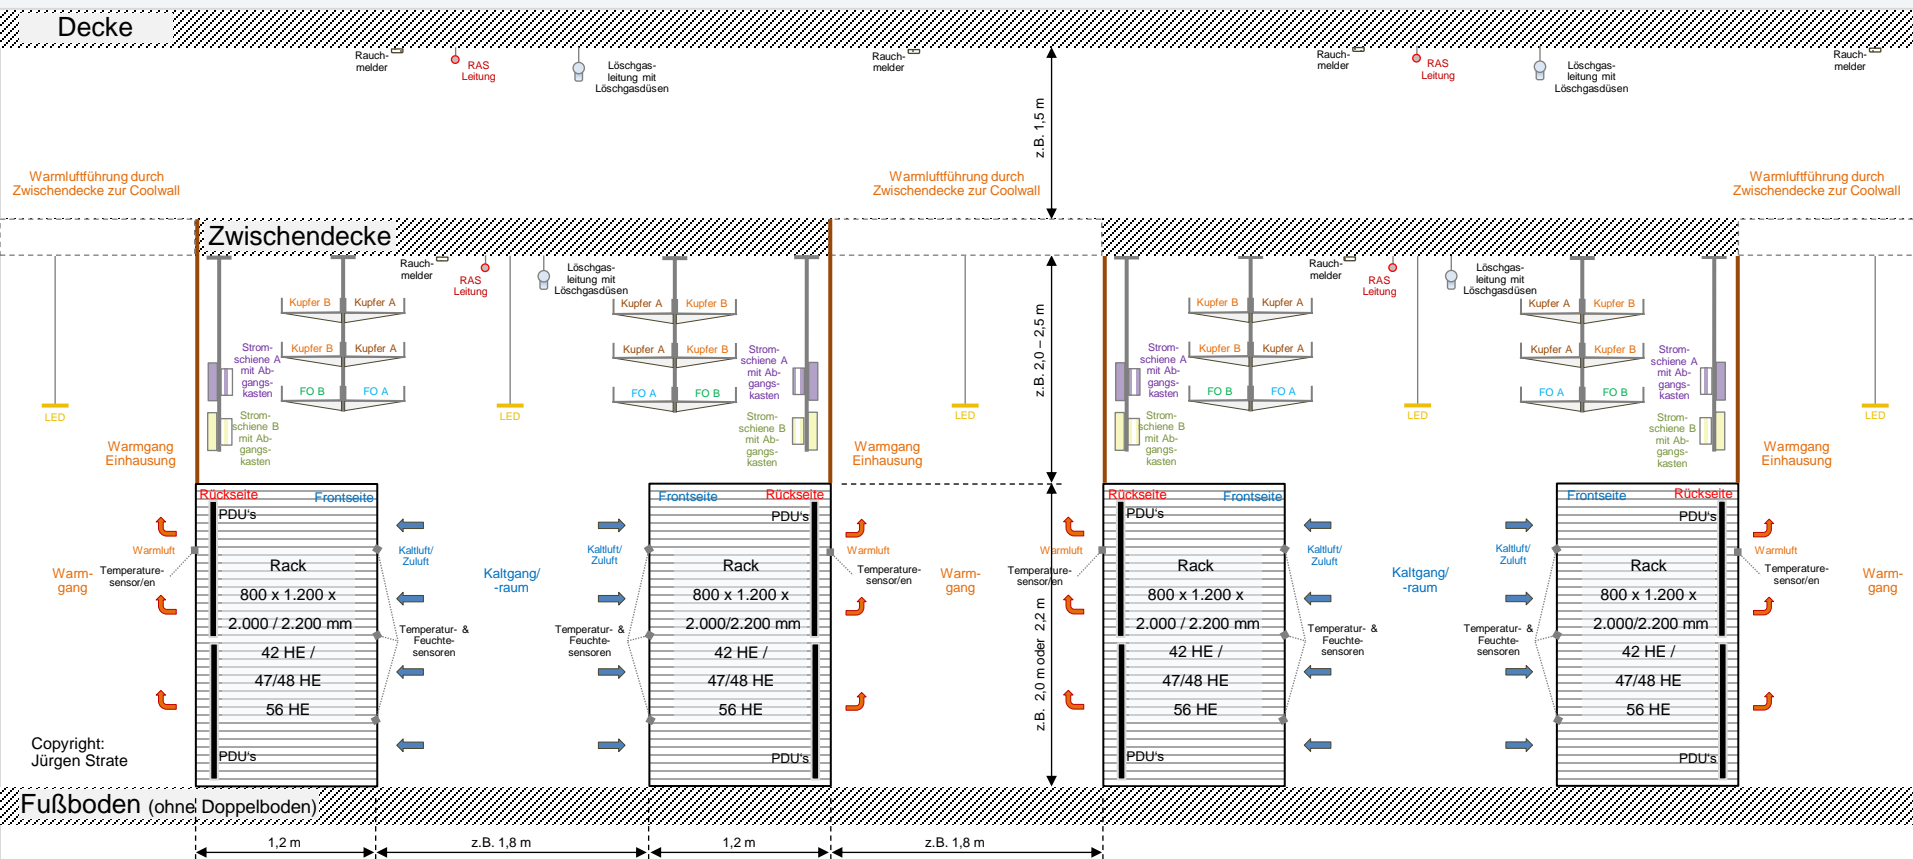 Decke
Rauch-
melder
RAS
Leitung
Löschgas-
leitung mit
Löschgasdüsen
Rauch-
melder
Rauch-
melder
RAS
Leitung
Löschgas-
leitung mit
Löschgasdüsen
Rauch-
melder
z.B. 1,5 m
Warmluftführung durch
Zwischendecke zur Coolwall
Warmluftführung durch
Zwischendecke zur Coolwall
Warmluftführung durch
Zwischendecke zur Coolwall
Zwischendecke
Rauch-
melder
RAS
Leitung
Löschgas-
leitung mit
Löschgasdüsen
Rauch-
melder
RAS
Leitung
Löschgas-
leitung mit
Löschgasdüsen
Kupfer B Kupfer A
Kupfer A Kupfer B
Kupfer B Kupfer A
Kupfer A Kupfer B
Kupfer B Kupfer A
Kupfer A Kupfer B
Kupfer B Kupfer A
Kupfer A Kupfer B
FO B FO A
FO A FO B
FO B FO A
FO A FO B
Strom-
schiene A
mit Ab-
gangs-
kasten
Strom-
schiene A
mit Ab-
gangs-
kasten
Strom-
schiene A
mit Ab-
gangs-
kasten
Strom-
schiene A
mit Ab-
gangs-
kasten
z.B. 2,0 – 2,5 m
LED
LED
LED
LED
LED
Strom-
schiene B
mit Ab-
gangs-
kasten
Strom-
schiene B
mit Ab-
gangs-
kasten
Strom-
schiene B
mit Ab-
gangs-
kasten
Strom-
schiene B
mit Ab-
gangs-
kasten
Warmgang
Einhausung
Warmgang
Einhausung
Warmgang
Einhausung
Rückseite Frontseite
Frontseite Rückseite
Rückseite Frontseite
Frontseite Rückseite
PDU's
PDU's
PDU's
PDU's
Warmluft
Kaltluft/
Zuluft
Kaltluft/
Zuluft
Warmluft
Warmluft
Kaltluft/
Zuluft
Kaltluft/
Zuluft
Warmluft
Warm-
gang
Temperature-
sensor/en
Kaltgang/
-raum
Temperature-
sensor/en
Warm-
gang
Temperature-
sensor/en
Kaltgang/
-raum
Temperature-
sensor/en
Warm-
gang
Rack
800 x 1.200 x
2.000 / 2.200 mm
42 HE /
47/48 HE
56 HE
Temperatur- &
Feuchte-
sensoren
Temperatur- &
Feuchte-
sensoren
Rack
800 x 1.200 x
2.000/2.200 mm
42 HE /
47/48 HE
56 HE
z.B. 2,0 m oder 2,2 m
Rack
800 x 1.200 x
2.000 / 2.200 mm
42 HE /
47/48 HE
56 HE
Temperatur- &
Feuchte-
sensoren
Temperatur- &
Feuchte-
sensoren
Rack
800 x 1.200 x
2.000/2.200 mm
42 HE /
47/48 HE
56 HE
Copyright:
Jürgen Strate
PDU's
PDU's
PDU's
PDU's
Fußboden (ohne Doppelboden)
1,2 m
z.B. 1,8 m
1,2 m
z.B. 1,8 m